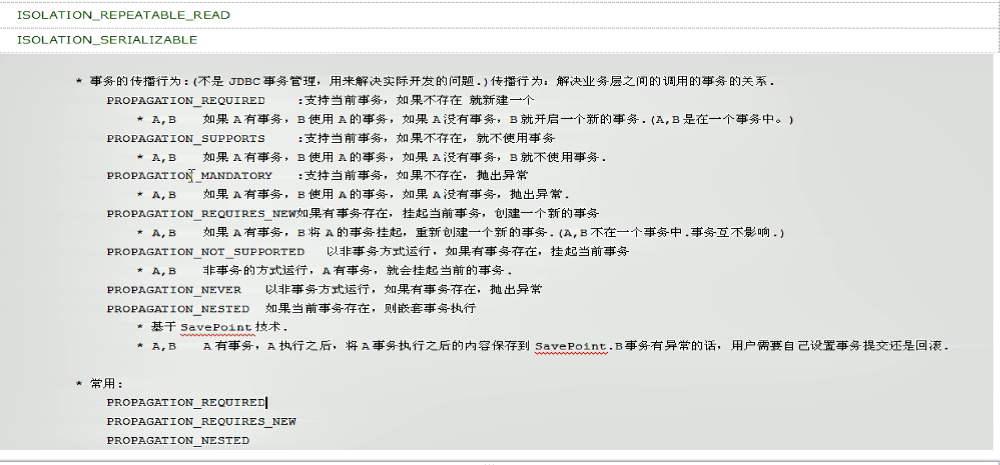 ISOLATION_REPEATABLE_READ
ISOLATION_SERIALIZABLE
* 事务的传播行为:(不是 JDBC 事务管理，用来解决实际开发的问题.)传播行为：解决业务层之间的调用的事务的关系.
PROPAGATION_REQUIRED :支持当前事务，如果不存在 就新建一个
* A,B 如果 A 有事务，B 使用 A 的事务，如果 A 没有事务，B 就开启一个新的事务.(A,B 是在一个事务中。)
PROPAGATION_SUPPORTS :支持当前事务，如果不存在，就不使用事务
* A,B 如果 A 有事务，B 使用 A 的事务，如果 A 没有事务，B 就不使用事务.
PROPAGATION_MANDATORY :支持当前事务，如果不存在，抛出异常
* A,B 如果 A 有事务，B 使用 A 的事务，如果 A 没有事务，抛出异常.
PROPAGATION_REQUIRES_NEW如果有事务存在，挂起当前事务，创建一个新的事务
* A,B 如果 A 有事务，B 将 A 的事务挂起，重新创建一个新的事务.(A,B 不在一个事务中.事务互不影响.)
PROPAGATION_NOT_SUPPORTED 以非事务方式运行，如果有事务存在，挂起当前事务
* A,B 非事务的方式运行，A 有事务，就会挂起当前的事务.
PROPAGATION_NEVER 以非事务方式运行，如果有事务存在，抛出异常
PROPAGATION_NESTED 如果当前事务存在，则嵌套事务执行
* 基于 SavePoint 技术.
* A,B A 有事务，A 执行之后，将 A 事务执行之后的内容保存到 SavePoint.B 事务有异常的话，用户需要自己设置事务提交还是回滚.
* 常用:
PROPAGATION_REQUIRED
PROPAGATION_REQUIRES_NEW
PROPAGATION_NESTED